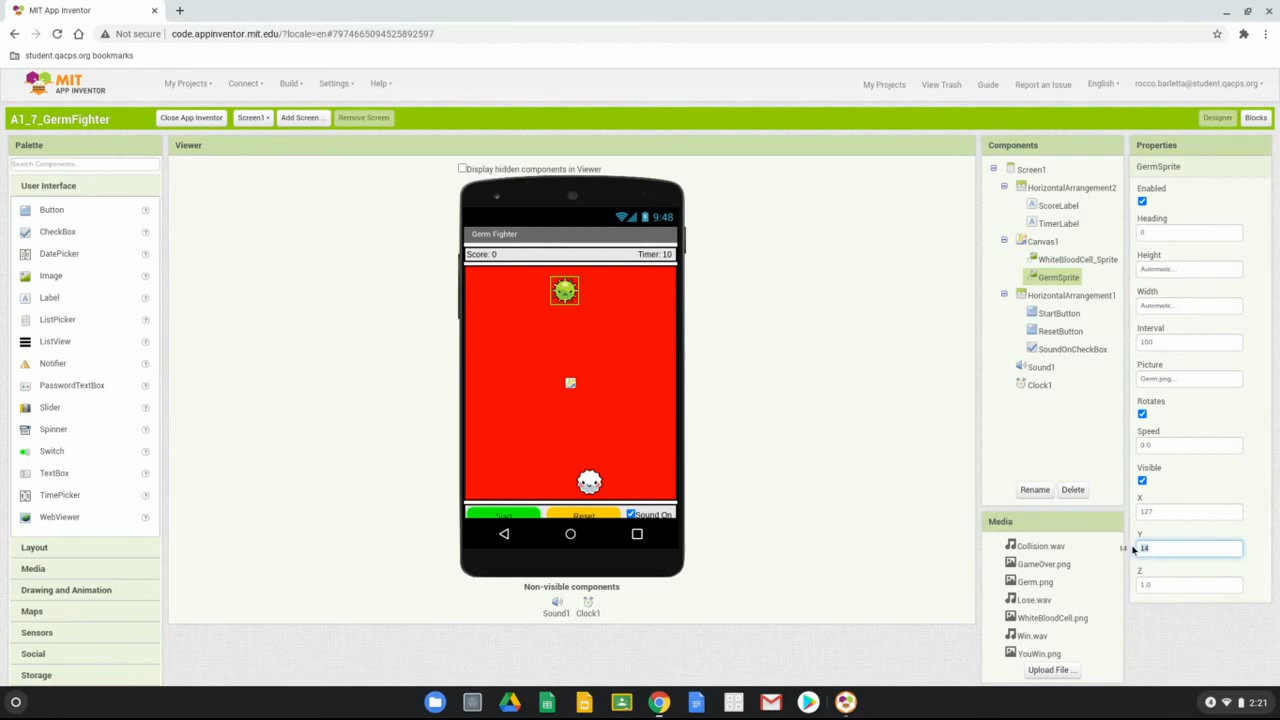 MIT App Inventor
Not secure code.appinventor.mit.edu/?locale=en#7974665094525892597
student.qacps.org bookmarks
MIT
APP INVENTOR
My Projects Connect Build Settings Help
My Projects View Trash Guide Report an Issue English rocco.barletta@student.qacps.org
A1_7_GermFighter
Close App Inventor Screen1 Add Screen ... Remove Screen
Designer Blocks
Palette
Search Components...
User Interface
Button
CheckBox
DatePicker
Image
Label
ListPicker
ListView
Notifier
PasswordTextBox
Slider
Spinner
Switch
TextBox
TimePicker
WebViewer
Layout
Media
Drawing and Animation
Maps
Sensors
Social
Storage
Viewer
Display hidden components in Viewer
9:48
Germ Fighter
Score: 0 Timer: 10
Start Reset Sound On
Non-visible components
Sound1 Clock1
Components
Screen1
HorizontalArrangement2
ScoreLabel
TimerLabel
Canvas1
WhiteBloodCell_Sprite
GermSprite
HorizontalArrangement1
StartButton
ResetButton
SoundOnCheckBox
Sound1
Clock1
Rename Delete
Media
Collision.wav
GameOver.png
Germ.png
Lose.wav
WhiteBloodCell.png
Win.wav
YouWin.png
Upload File ...
Properties
GermSprite
Enabled
Heading
0
Height
Automatic...
Width
Automatic...
Interval
100
Picture
Germ.png...
Rotates
Speed
0.0
Visible
X
127
Y
14 14
Z
1.0
4 2:21